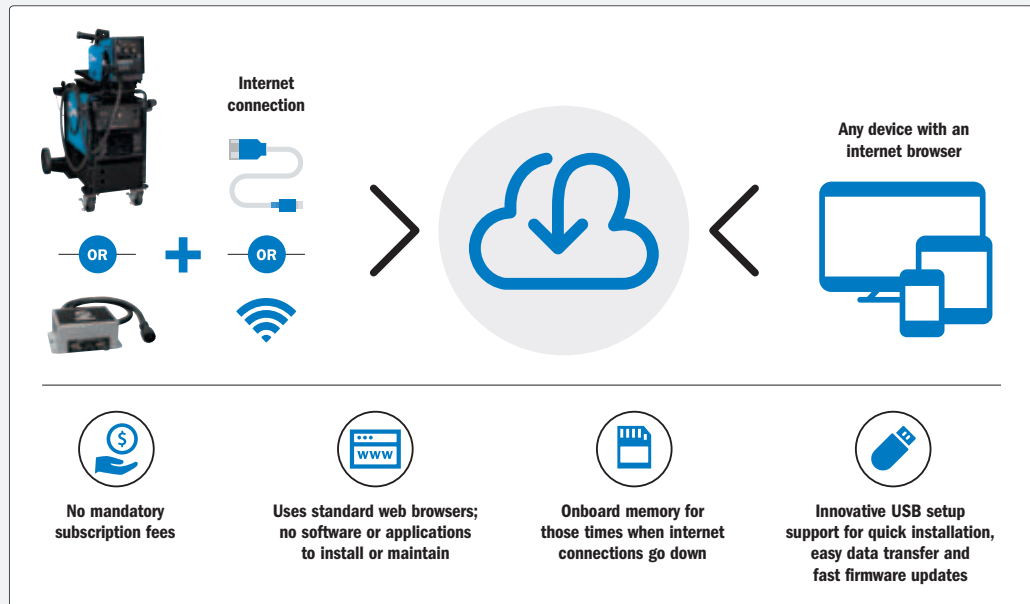 Internet
connection
Any device with an
internet browser
OR
OR
$
www
No mandatory
subscription fees
Uses standard web browsers;
no software or applications
to install or maintain
Onboard memory for
those times when internet
connections go down
Innovative USB setup
support for quick installation,
easy data transfer and
fast firmware updates